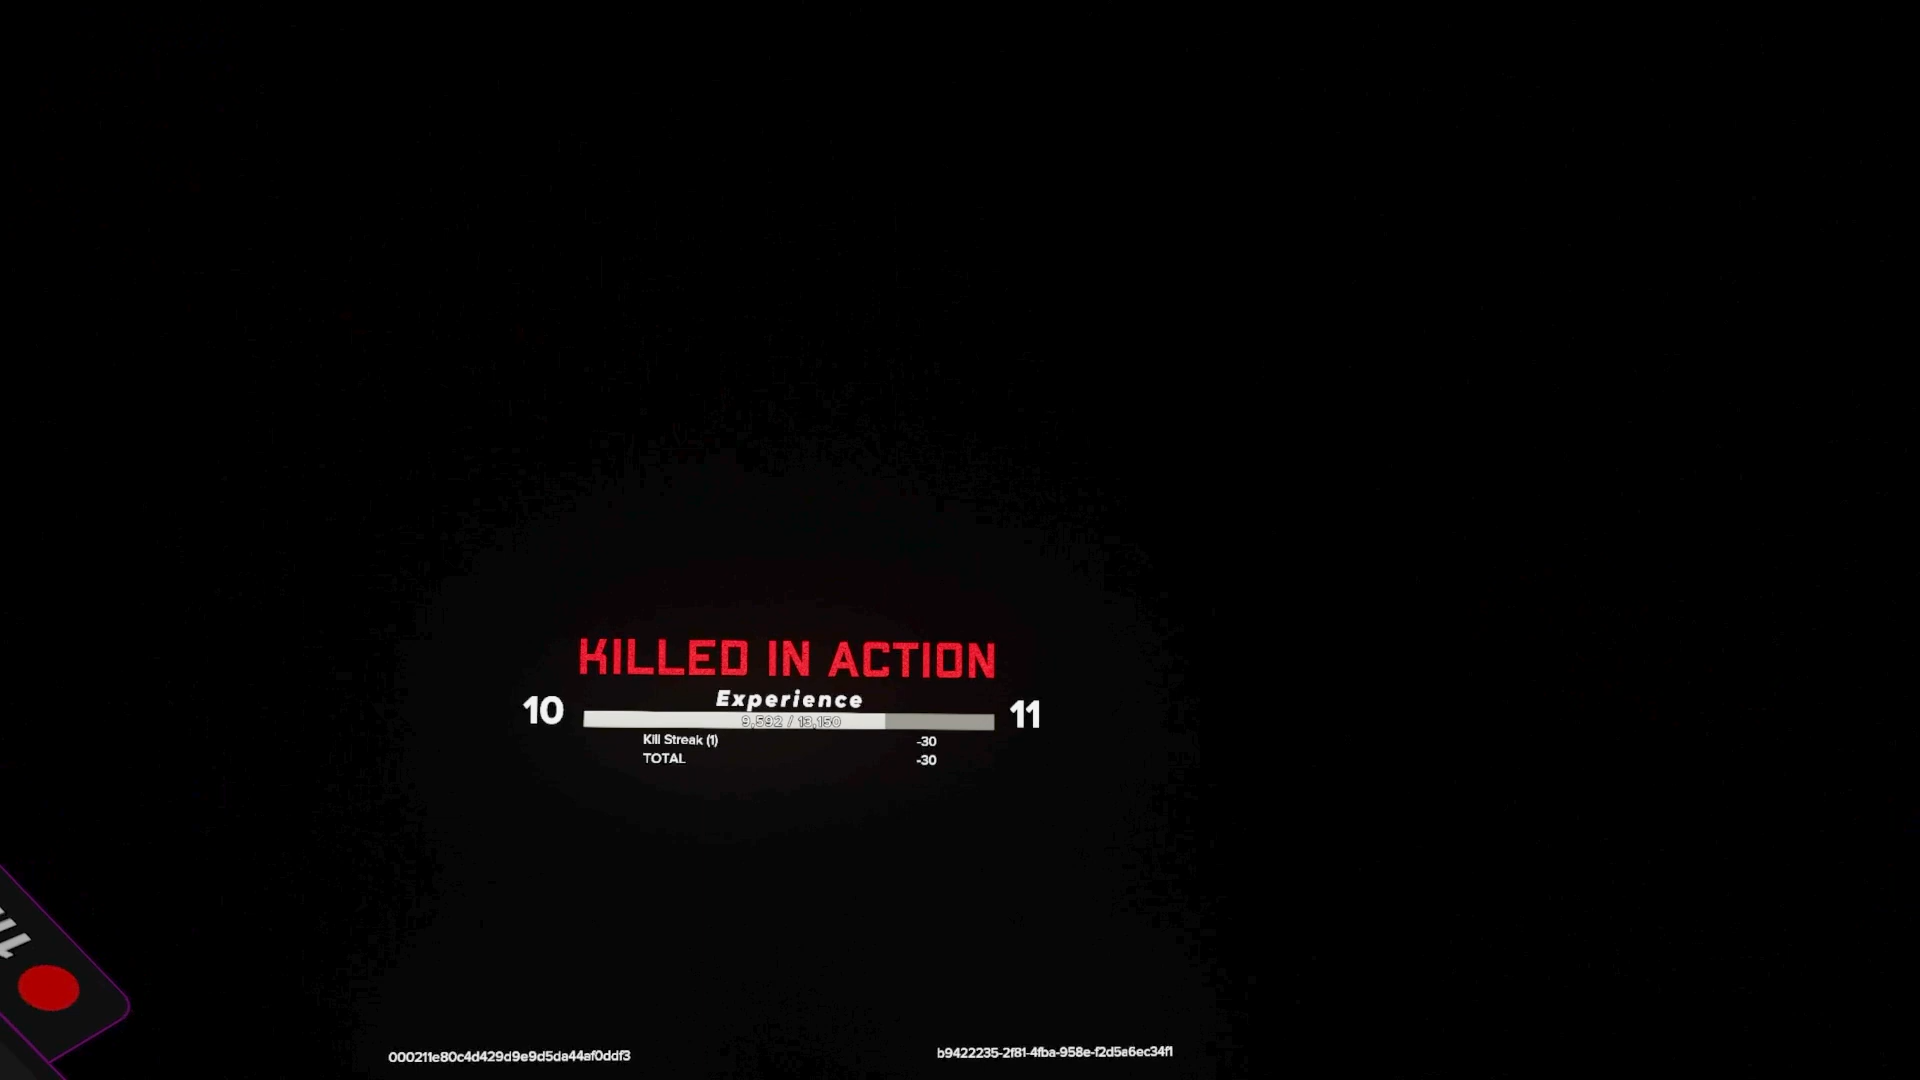 KILLED IN ACTION
Experience
10 9,592 / 13,150 11
Kill Streak (1) -30
TOTAL -30
000211e80c4d429d9e9d5da44af0ddf3 b9422235-2f81-4fba-958e-f2d5a6ec34f1